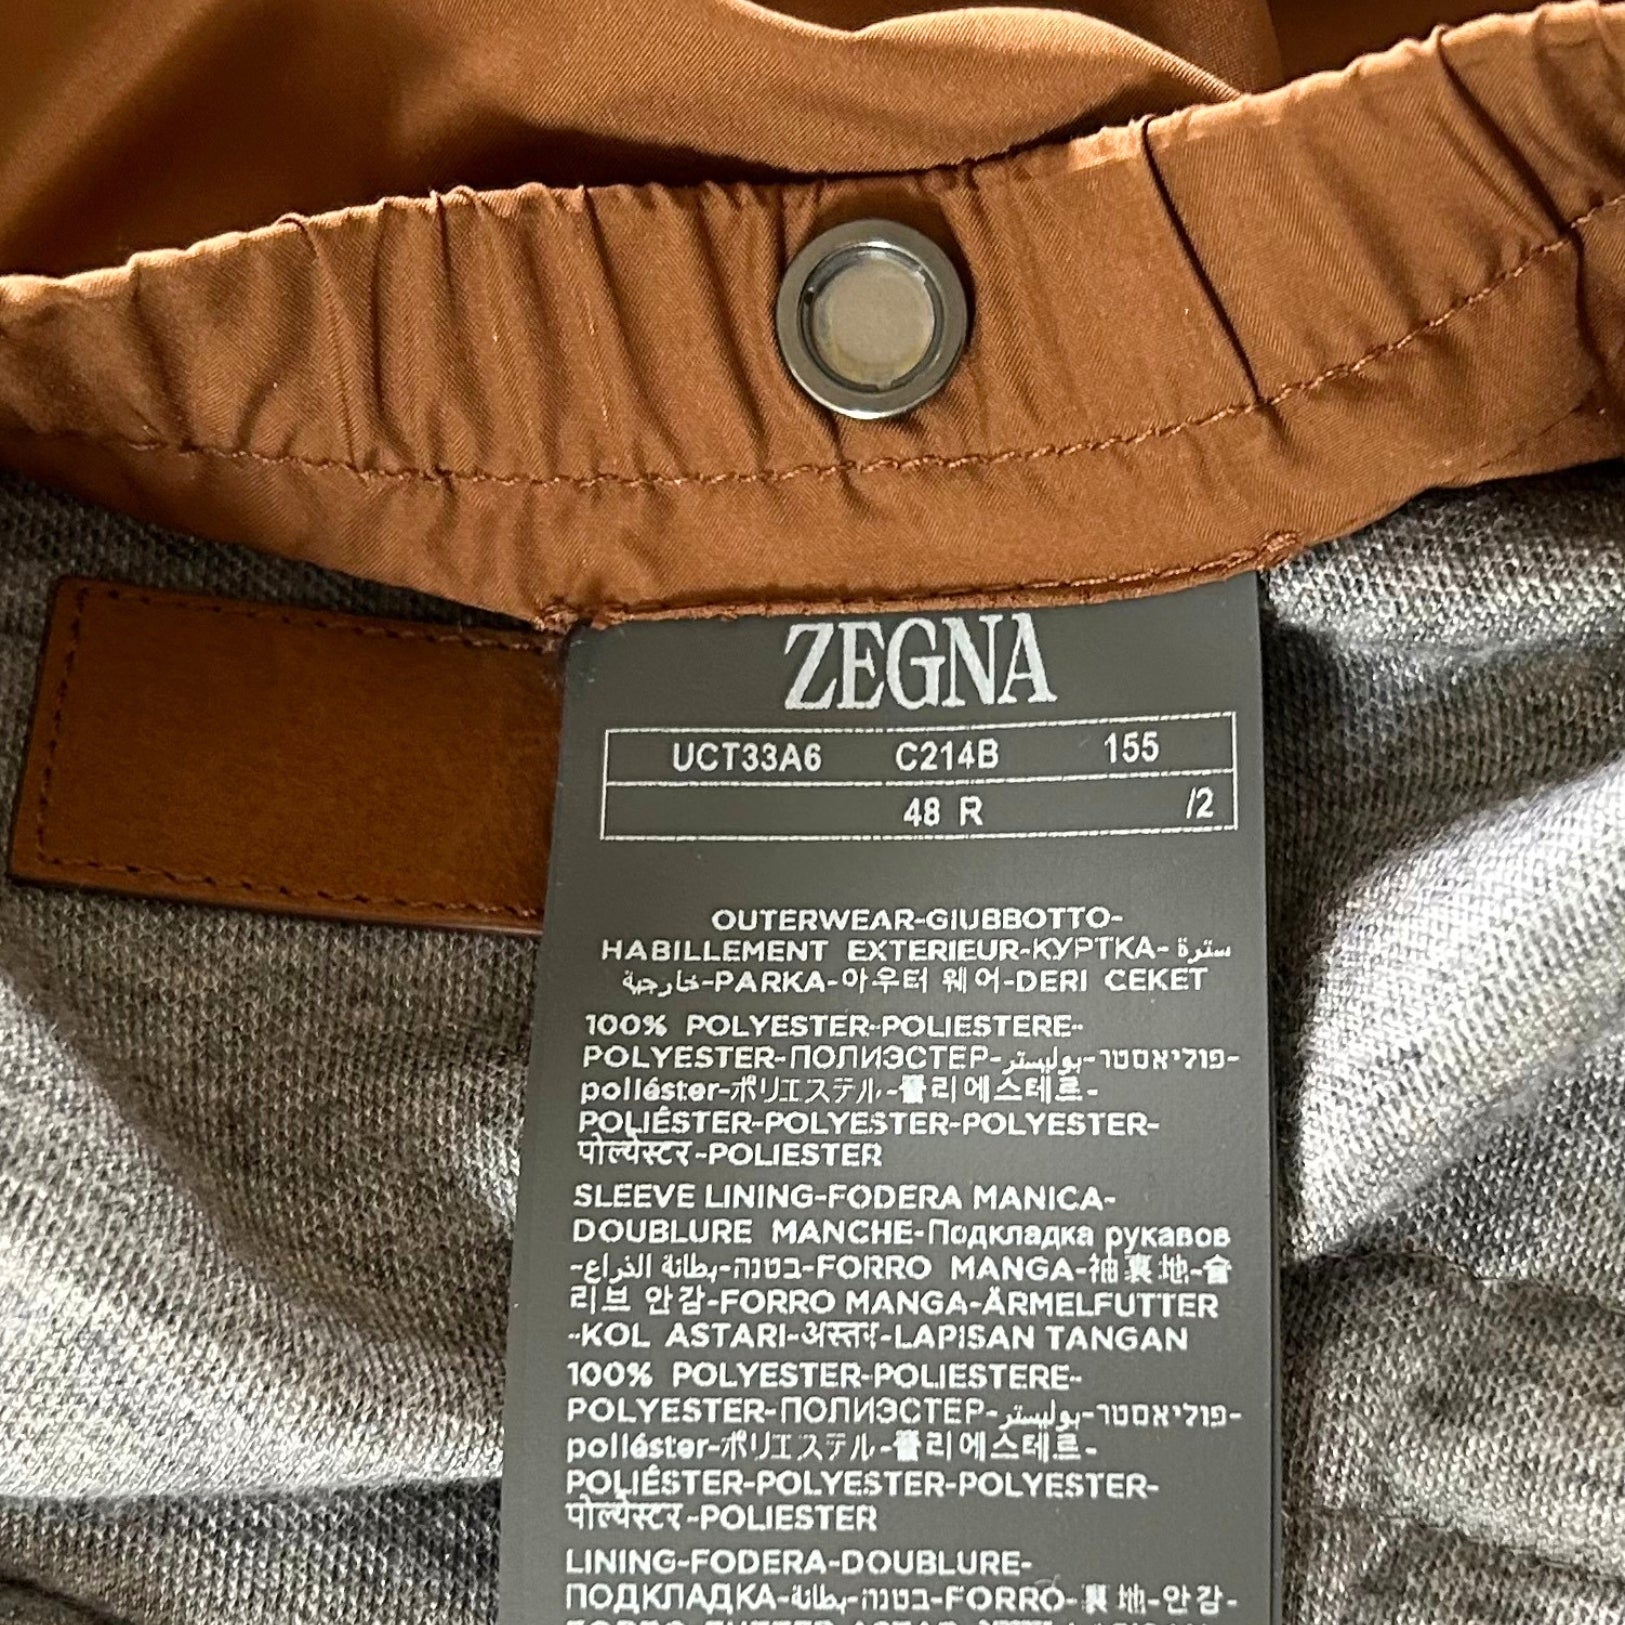 ZEGNA
UCT33A6 C214B 155
48 R /2
OUTERWEAR-GIUBBOTTO-
HABILLEMENT EXTERIEUR-КУРТКА-سترة
خارجية-PARKA-아우터 웨어-DERI CEKET
100% POLYESTER-POLIESTERE-
POLYESTER-ПОЛИЭСТЕР-بوليستر-פוליאסטר-
poliéster-ポリエステル-폴리에스테르-
POLIÉSTER-POLYESTER-POLYESTER-
पोल्येस्टर-POLIESTER
SLEEVE LINING-FODERA MANICA-
DOUBLURE MANCHE-Подкладка рукавов
-بطانة الذراع-בטנה-FORRO MANGA-袖裏地-슬
리브 안감-FORRO MANGA-ÄRMELFUTTER
-KOL ASTARI-अस्तर-LAPISAN TANGAN
100% POLYESTER-POLIESTERE-
POLYESTER-ПОЛИЭСТЕР-بوليستر-פוליאסטר-
poliéster-ポリエステル-폴리에스테르-
POLIÉSTER-POLYESTER-POLYESTER-
पोल्येस्टर-POLIESTER
LINING-FODERA-DOUBLURE-
ПОДКЛАДКА-بطانة-בטנה-FORRO-裏地-안감-